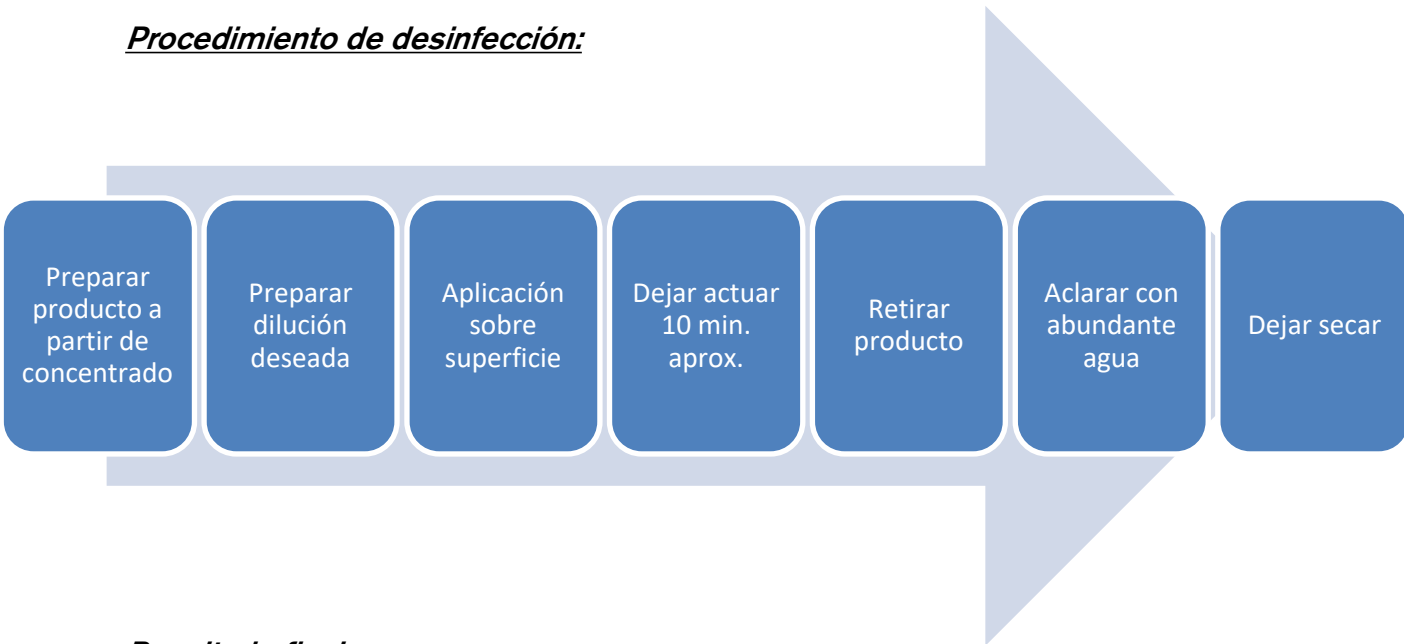 Procedimiento de desinfección:
Preparar
producto a
partir de
concentrado
Preparar
dilución
deseada
Aplicación
sobre
superficie
Dejar actuar
10 min.
aprox.
Retirar
producto
Aclarar con
abundante
agua
Dejar secar